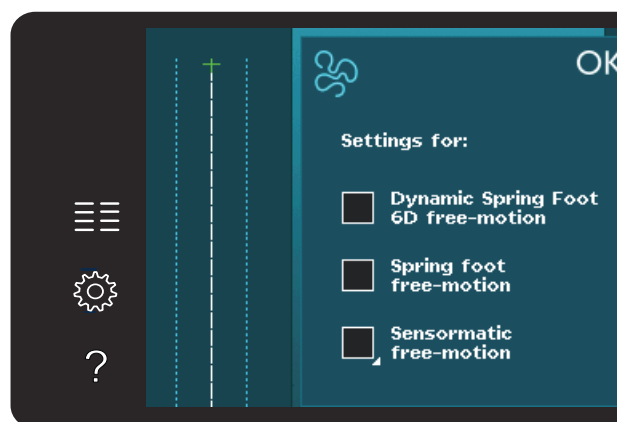 OK
Settings for:
Dynamic Spring Foot
6D free-motion
Spring foot
free-motion
Sensormatic
free-motion
?